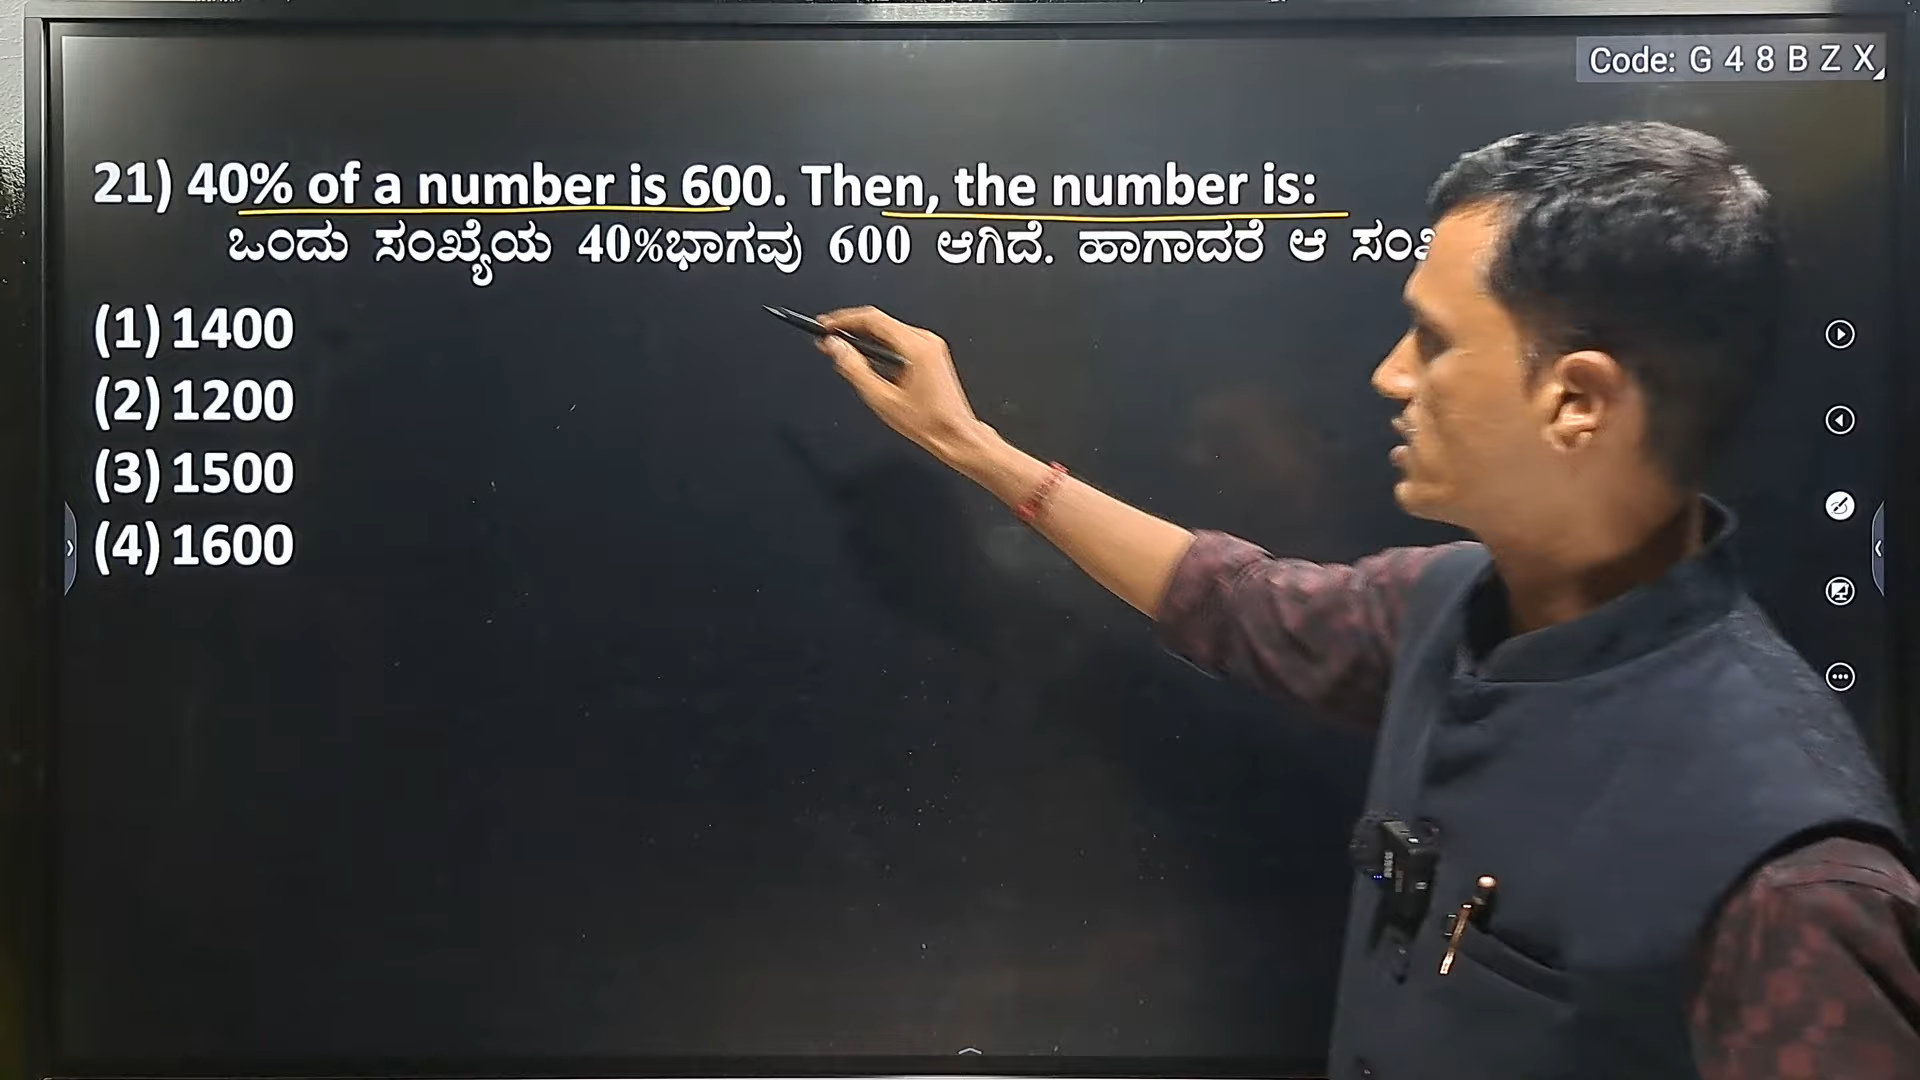 Code: G 4 8 B Z X
21) 40% of a number is 600. Then, the number is:
ಒಂದು ಸಂಖ್ಯೆಯ 40%ಭಾಗವು 600 ಆಗಿದೆ. ಹಾಗಾದರೆ ಆ
(1) 1400
(2) 1200
(3) 1500
(4) 1600